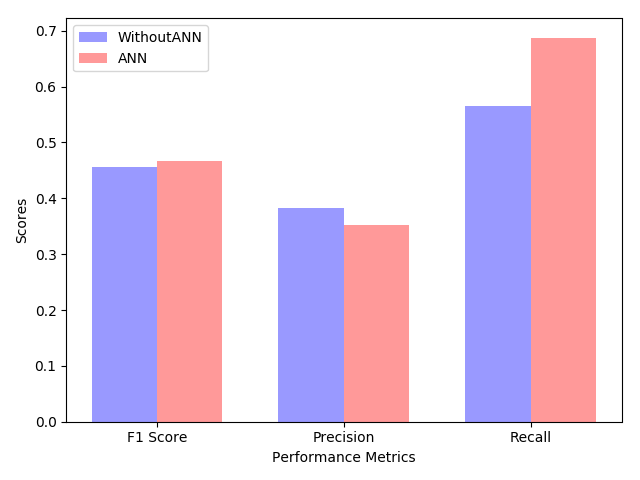 WithoutANN
ANN
0.7
0.6
0.5
0.4
0.3
0.2
0.1
0.0
Scores
F1 Score Precision Recall
Performance Metrics